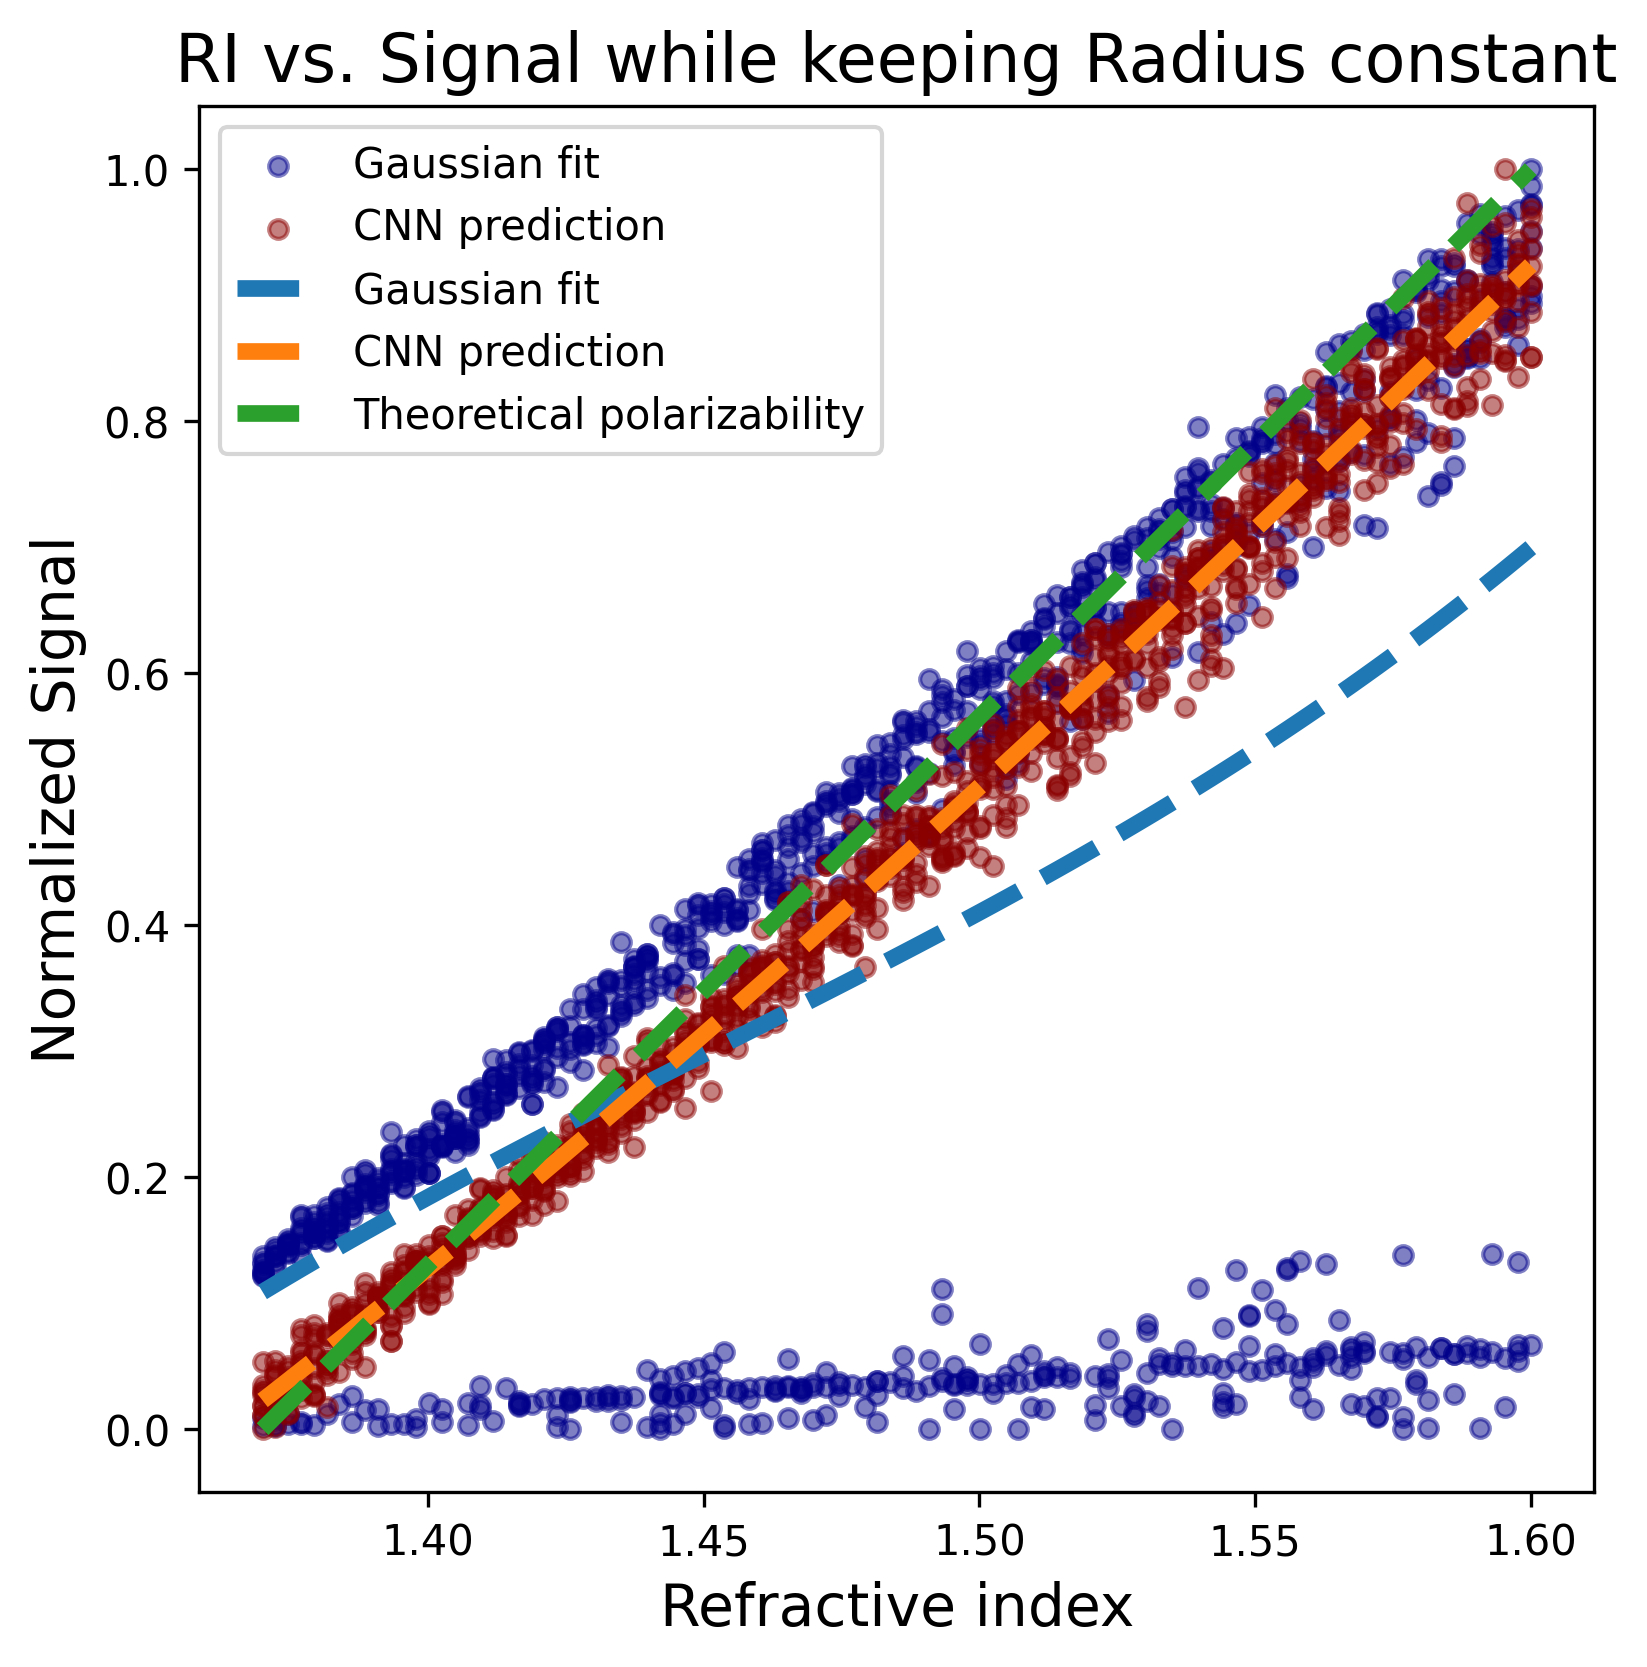 RI vs. Signal while keeping Radius constant
Gaussian fit
CNN prediction
Gaussian fit
CNN prediction
Theoretical polarizability
Normalized Signal
1.0
0.8
0.6
0.4
0.2
0.0
1.40 1.45 1.50 1.55 1.60
Refractive index